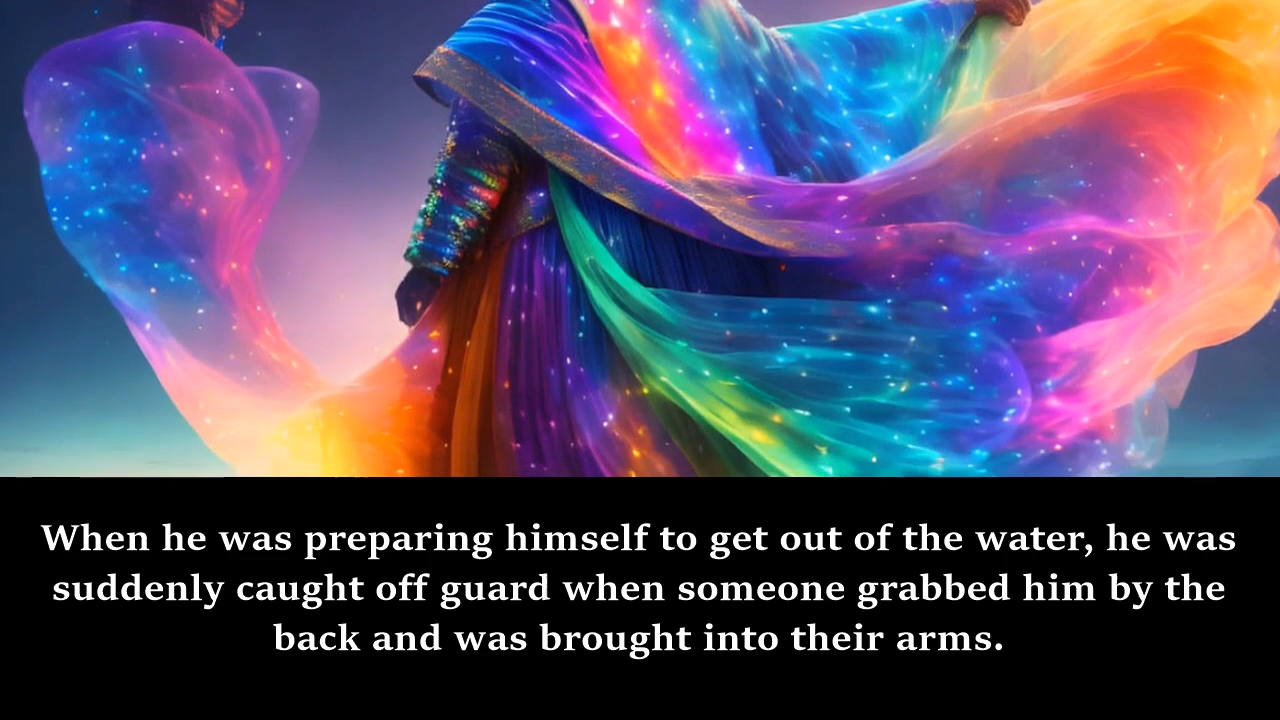 When he was preparing himself to get out of the water, he was
suddenly caught off guard when someone grabbed him by the
back and was brought into their arms.